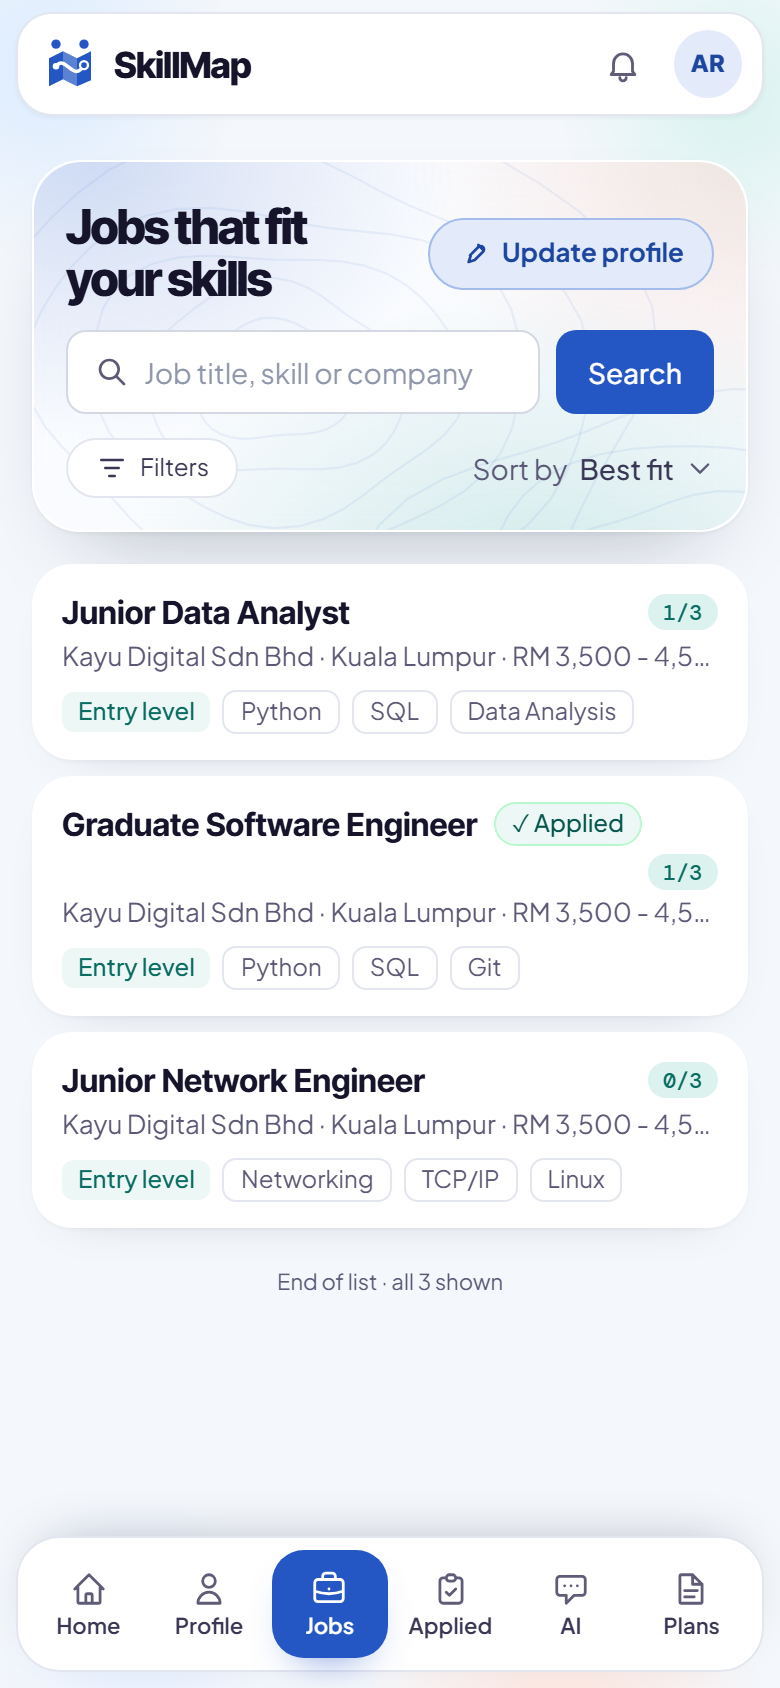 SkillMap
AR
Jobs that fit
your skills
Update profile
Job title, skill or company
Search
Filters
Sort by Best fit
Junior Data Analyst
1/3
Kayu Digital Sdn Bhd · Kuala Lumpur · RM 3,500 - 4,5...
Entry level Python SQL Data Analysis
Graduate Software Engineer ✓ Applied
1/3
Kayu Digital Sdn Bhd · Kuala Lumpur · RM 3,500 - 4,5...
Entry level Python SQL Git
Junior Network Engineer
0/3
Kayu Digital Sdn Bhd · Kuala Lumpur · RM 3,500 - 4,5...
Entry level Networking TCP/IP Linux
End of list · all 3 shown
Home Profile Jobs Applied AI Plans